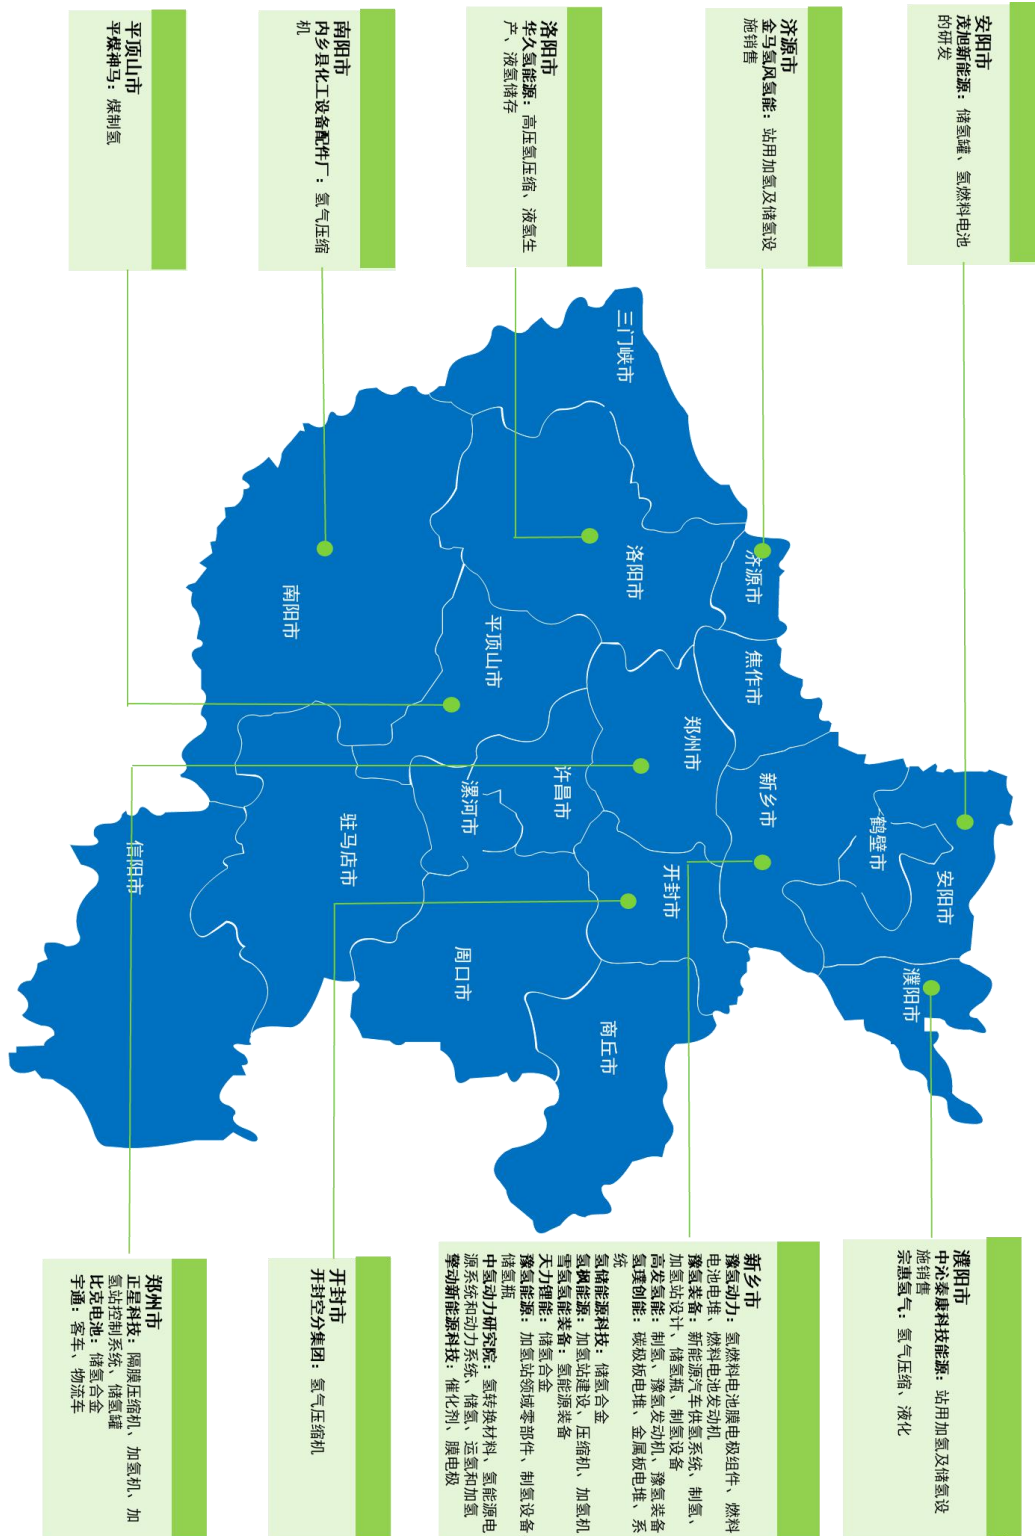 安阳市
茂旭新能源：储氢罐、氢燃料电池
的研发
济源市
金马氢风氢能：站用加氢及储氢设
施销售
洛阳市
华久氢能源：高压氢压缩、液氢生
产、液氢储存
南阳市
内乡县化工设备配件厂：氢气压缩
机
平顶山市
平煤神马：煤制氢
三门峡市
济源市
洛阳市
焦作市
南阳市
平顶山市
郑州市
新乡市
鹤壁市
安阳市
许昌市
漯河市
驻马店市
信阳市
开封市
濮阳市
周口市
商丘市
濮阳市
中沁泰康科技能源：站用加氢及储氢设
施销售
宗惠氢气：氢气压缩、液化
新乡市
豫氢动力：氢燃料电池膜电极组件、燃料
电池电堆、燃料电池发动机
豫氢装备：新能源汽车供氢系统、制氢、
加氢站设计、储氢瓶、制氢设备
高发氢能：制氢、豫氢发动机、豫氢装备
氢璞创能：碳极板电堆、金属板电堆、系
统
氢储能源科技：储氢合金
氢枫能源：加氢站建设、压缩机、加氢机
雪氢氢能装备：氢能源装备
天力锂能：储氢合金
豫氢能源：加氢站领域零部件、制氢设备
储氢瓶
中氢动力研究院：氢转换材料、氢能源电
源系统和动力系统、储氢、运氢和加氢
擎动新能源科技：催化剂、膜电极
开封市
开封空分集团：氢气压缩机
郑州市
正星科技：隔膜压缩机、加氢机、加
氢站控制系统、储氢罐
比克电池：储氢合金
宇通：客车、物流车